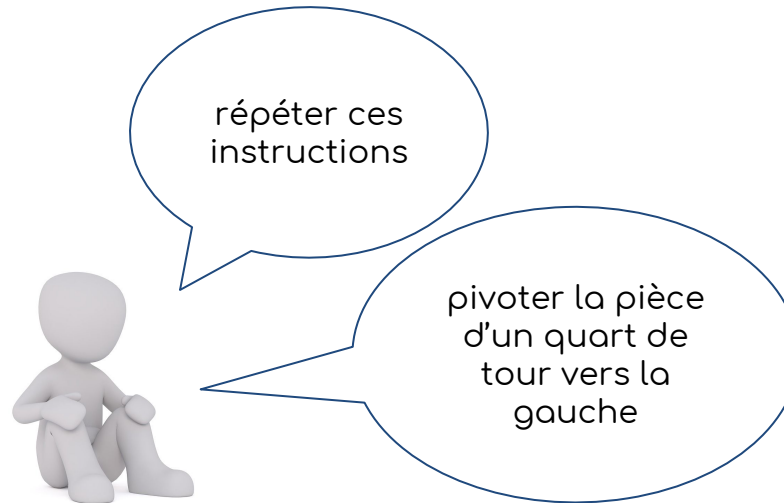 répéter ces
instructions
pivoter la pièce
d'un quart de
tour vers la
gauche